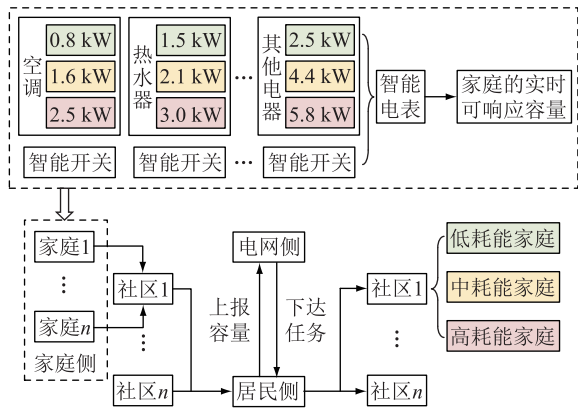 空调
0.8 kW
1.6 kW
2.5 kW
热水器
1.5 kW
2.1 kW
3.0 kW
…
其他电器
2.5 kW
4.4 kW
5.8 kW
智能开关
智能开关
…
智能开关
智能电表
家庭的实时
可响应容量
家庭1
…
家庭n
家庭侧
社区1
…
社区n
电网侧
上报容量
下达任务
居民侧
社区1
…
社区n
低耗能家庭
中耗能家庭
高耗能家庭